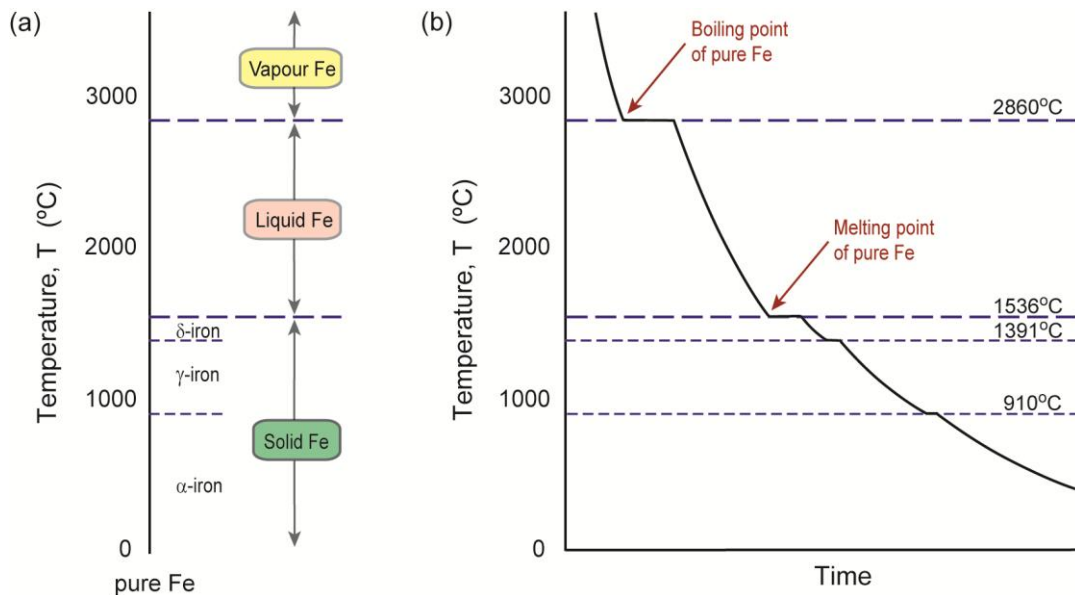 (a)
Temperature, T (ºC)
3000
2000
1000
0
Vapour Fe
Liquid Fe
δ-iron
γ-iron
Solid Fe
α-iron
pure Fe
(b)
Temperature, T (ºC)
3000
2000
1000
0
Boiling point
of pure Fe
2860ºC
Melting point
of pure Fe
1536ºC
1391ºC
910ºC
Time